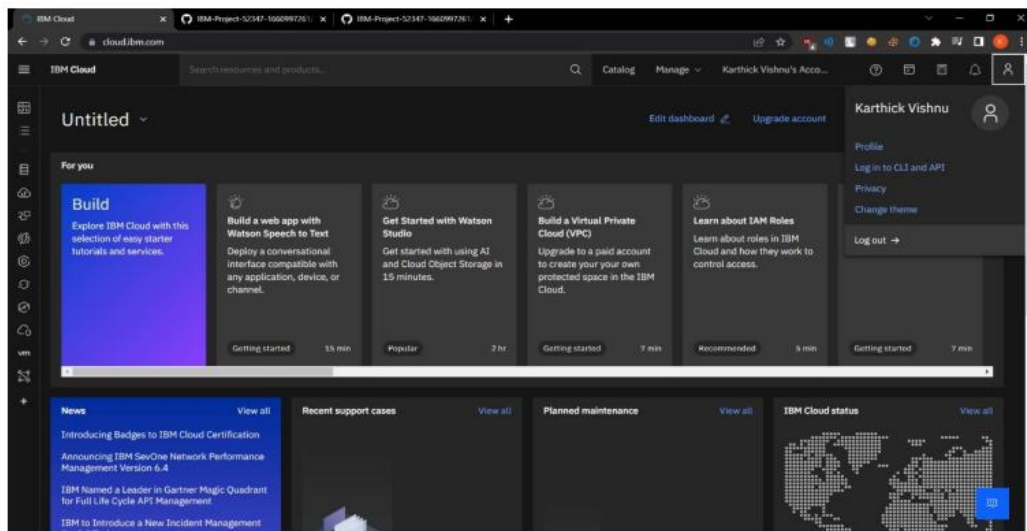 IBM Cloud
IBM-Project-52347-1660997261/
IBM-Project-52347-1660997261/
cloud.ibm.com
IBM Cloud
Search resources and products...
Catalog
Manage
Karthick Vishnu's Acco...
Untitled
Edit dashboard
Upgrade account
Karthick Vishnu
Profile
Log in to CLI and API
Privacy
Change theme
Log out →
For you
Build
Explore IBM Cloud with this
selection of easy starter
tutorials and services.
Build a web app with
Watson Speech to Text
Deploy a conversational
interface compatible with
any application, device, or
channel.
Getting started 15 min
Get Started with Watson
Studio
Get started with using AI
and Cloud Object Storage in
15 minutes.
Popular 2 hr
Build a Virtual Private
Cloud (VPC)
Upgrade to a paid account
to create your your own
protected space in the IBM
Cloud.
Getting started 7 min
Learn about IAM Roles
Learn about roles in IBM
Cloud and how they work to
control access.
Recommended 5 min
Getting started 7 min
vm
News View all
Introducing Badges to IBM Cloud Certification
Announcing IBM SevOne Network Performance
Management Version 6.4
IBM Named a Leader in Gartner Magic Quadrant
for Full Life Cycle API Management
IBM to Introduce a New Incident Management
Recent support cases View all
Planned maintenance View all
IBM Cloud status View all